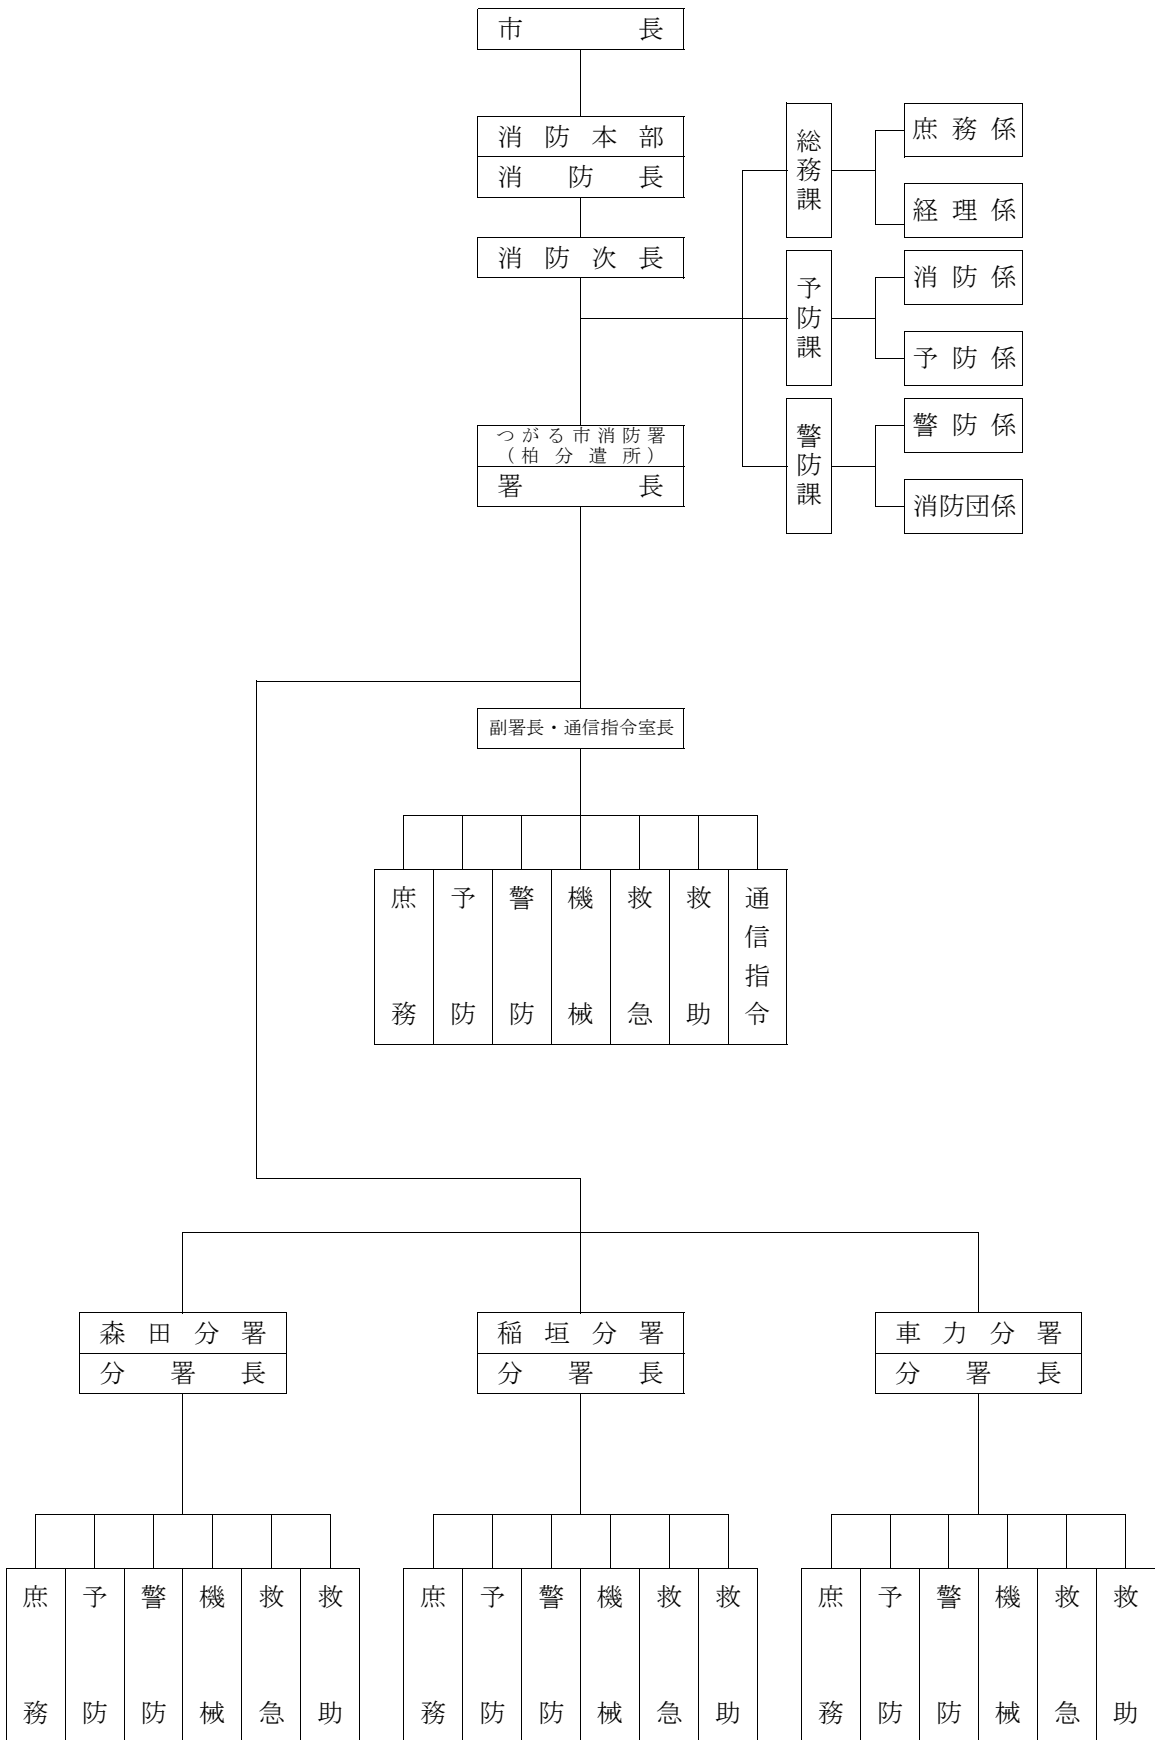 市長
消防本部
消防長
消防次長
総務課
庶務係
経理係
予防課
消防係
予防係
警防課
警防係
消防団係
つがる市消防署
(柏分遣所)
署長
副署長・通信指令室長
庶務
予防
警防
機械
救急
救助
通信指令
森田分署
分署長
稲垣分署
分署長
車力分署
分署長
庶務
予防
警防
機械
救急
救助
庶務
予防
警防
機械
救急
救助
庶務
予防
警防
機械
救急
救助